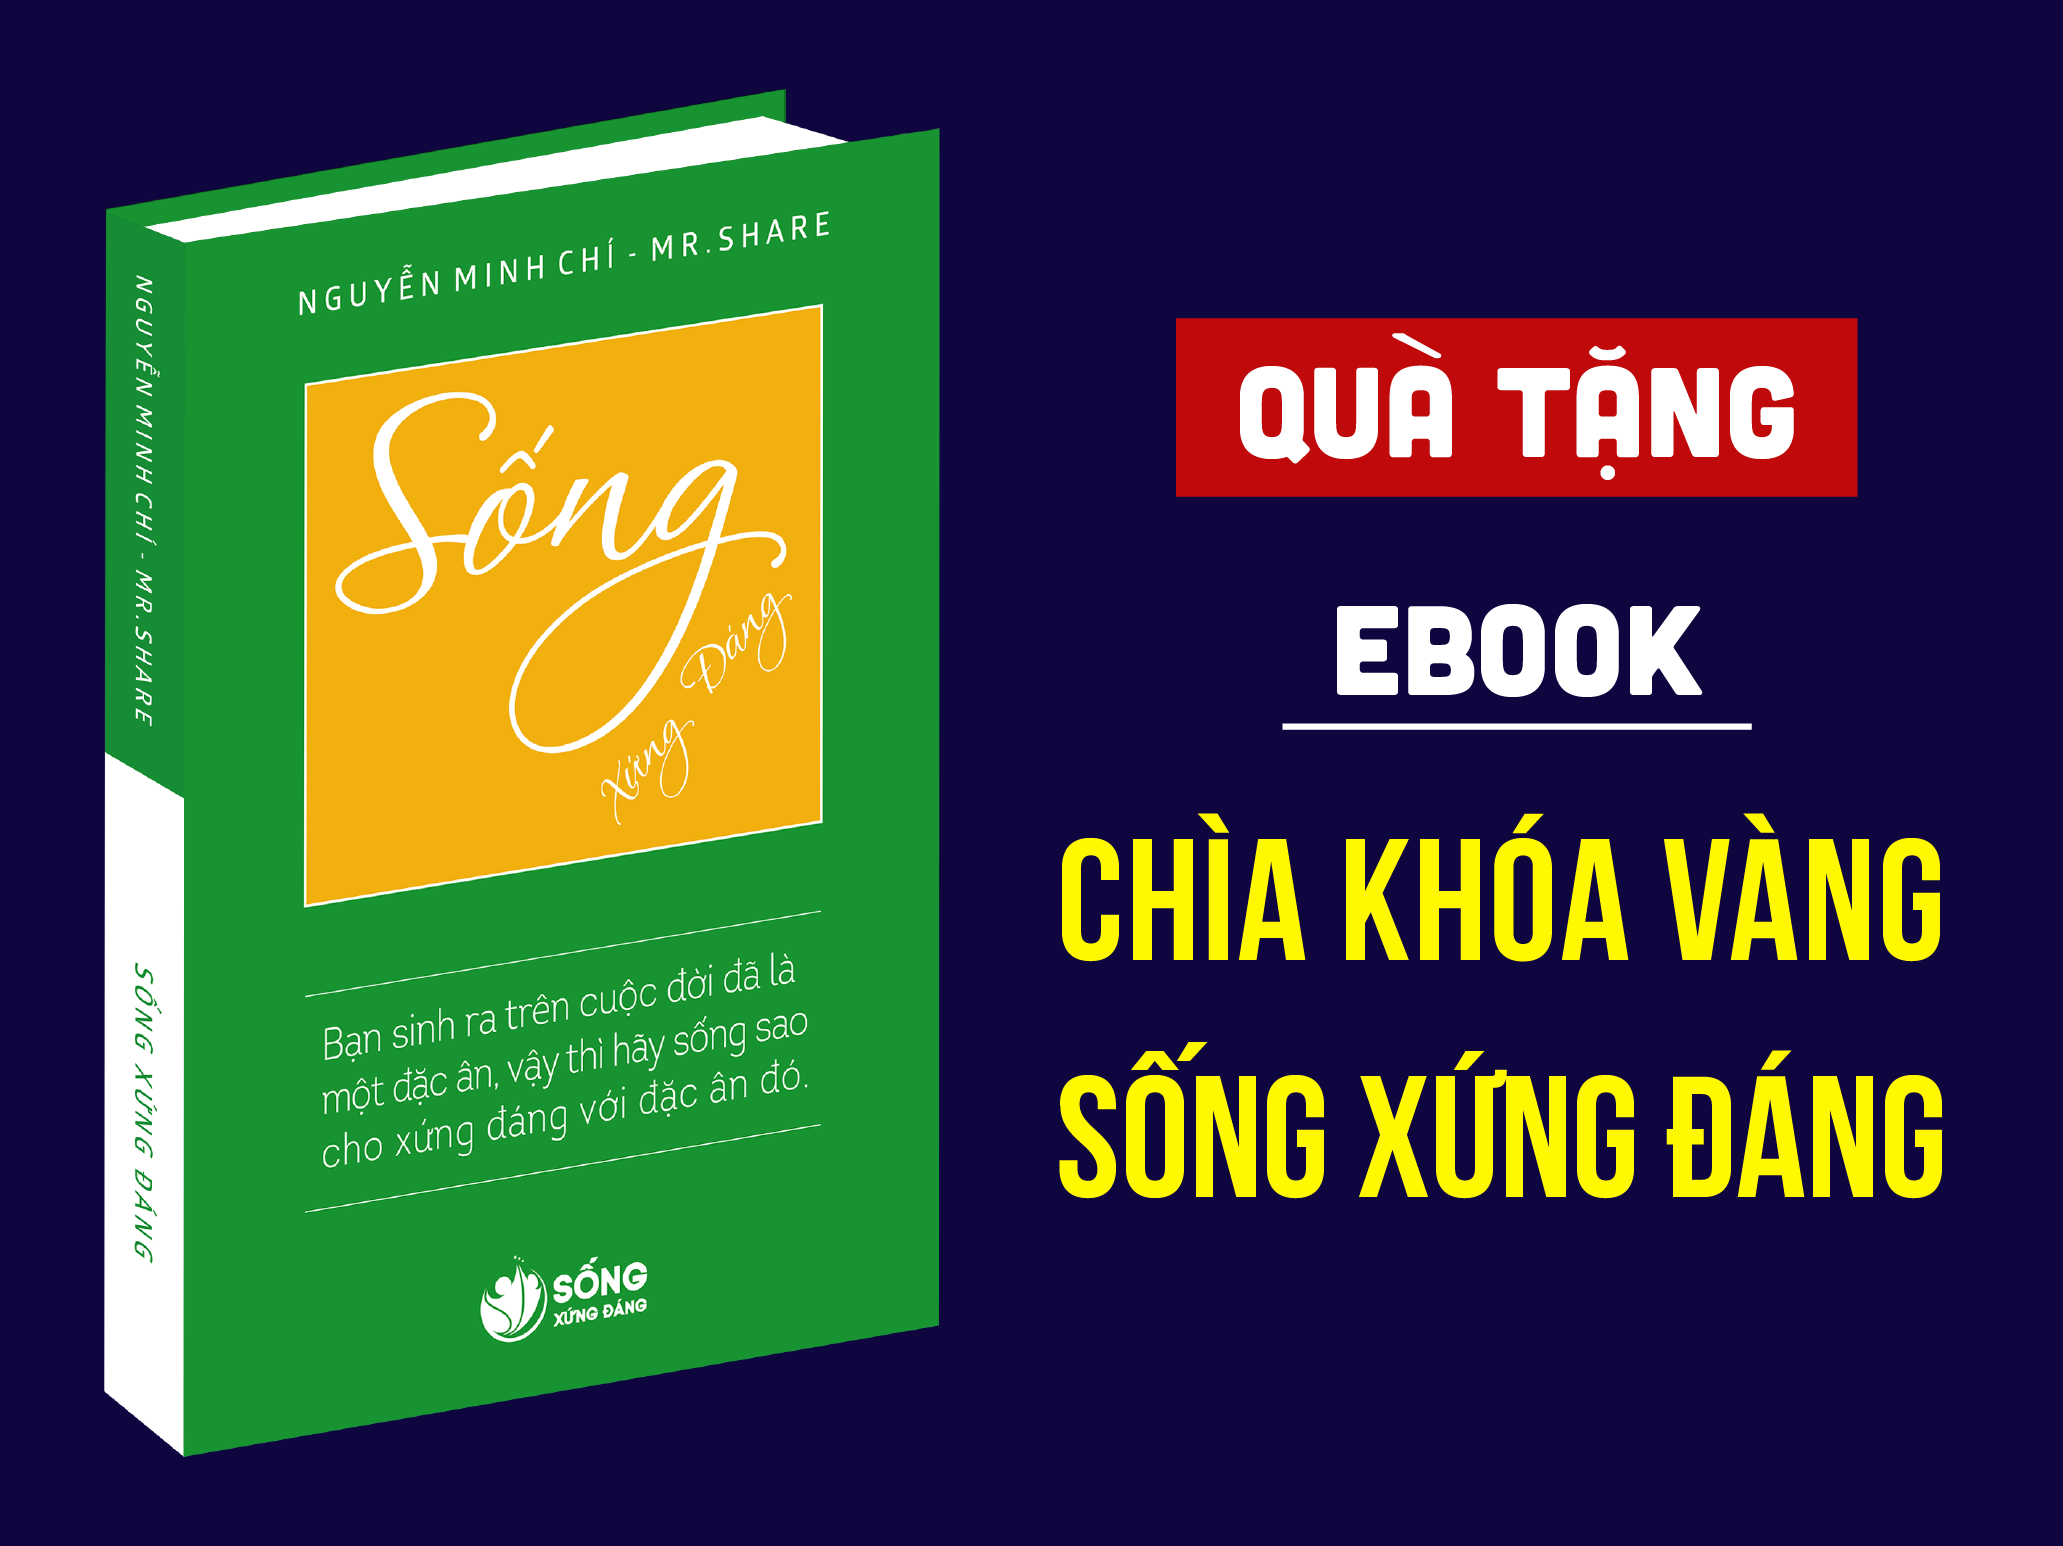 NGUYỄN MINH CHÍ - MR.SHARE
Sống
Xứng Đáng
Bạn sinh ra trên cuộc đời đã là
một đặc ân, vậy thì hãy sống sao
cho xứng đáng với đặc ân đó.
SỐNG
XỨNG ĐÁNG
NGUYỄN MINH CHÍ - MR.SHARE
SỐNG XỨNG ĐÁNG
QUÀ TẶNG
EBOOK
CHÌA KHÓA VÀNG
SỐNG XỨNG ĐÁNG